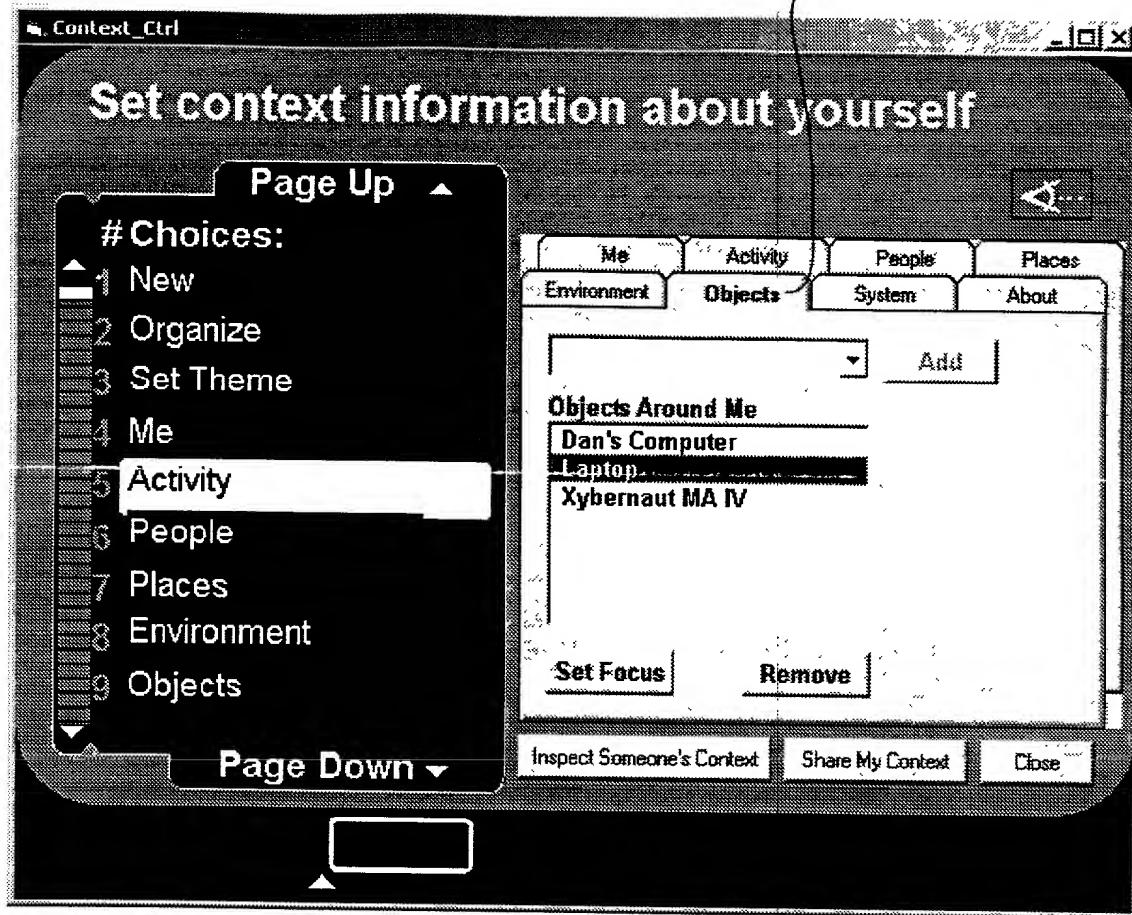 Context_Ctrl
Set context information about yourself
Page Up
# Choices:
1 New
2 Organize
3 Set Theme
4 Me
5 Activity
6 People
7 Places
8 Environment
9 Objects
Page Down
Me Activity People Places
Environment Objects System About
Add
Objects Around Me
Dan's Computer
Laptop
Xybernaut MA IV
Set Focus Remove
Inspect Someone's Context Share My Context Close